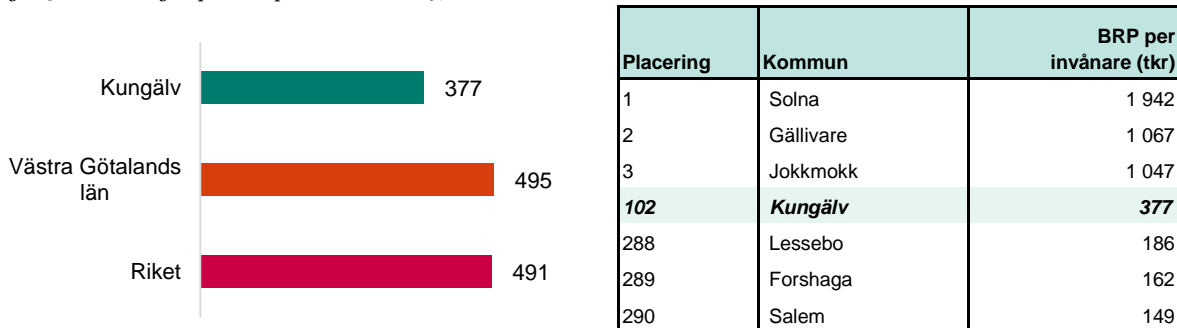 Kungälv
377
Västra Götalands
län
495
Riket
491
Placering Kommun BRP per
invånare (tkr)
1 Solna 1 942
2 Gällivare 1 067
3 Jokkmokk 1 047
102 Kungälv 377
288 Lessebo 186
289 Forshaga 162
290 Salem 149